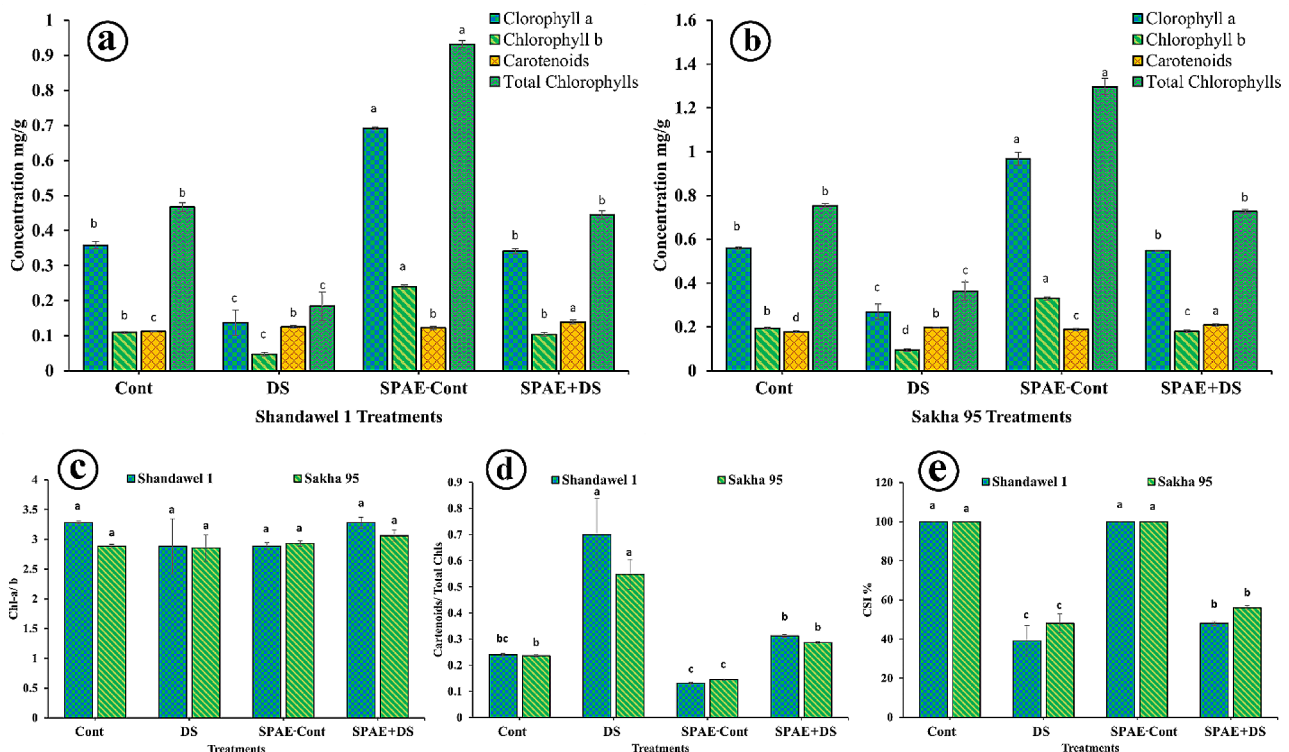 a
Clorophyll a
Chlorophyll b
Carotenoids
Total Chlorophylls
Concentration mg/g
1
0.9
0.8
0.7
0.6
0.5
0.4
0.3
0.2
0.1
0
b b c b
c c b c
a a b a
b b a b
Cont DS SPAE-Cont SPAE+DS
Shandawel 1 Treatments
b
Clorophyll a
Chlorophyll b
Carotenoids
Total Chlorophylls
Concentration mg/g
1.6
1.4
1.2
1
0.8
0.6
0.4
0.2
0
b b d b
c d b c
a a c a
b c a b
Cont DS SPAE-Cont SPAE+DS
Sakha 95 Treatments
c
Shandawel 1 Sakha 95
Chl-a/ b
4
3.5
3
2.5
2
1.5
1
0.5
0
a a a a a a a a
Cont DS SPAE-Cont SPAE+DS
Treatments
d
Shandawel 1 Sakha 95
Cartenoids/ Total Chls
0.9
0.8
0.7
0.6
0.5
0.4
0.3
0.2
0.1
0
bc b a a c c b b
Cont DS SPAE-Cont SPAE+DS
Treatments
e
Shandawel 1 Sakha 95
CSI %
120
100
80
60
40
20
0
a a c c a a b b
Cont DS SPAE-Cont SPAE+DS
Treatments